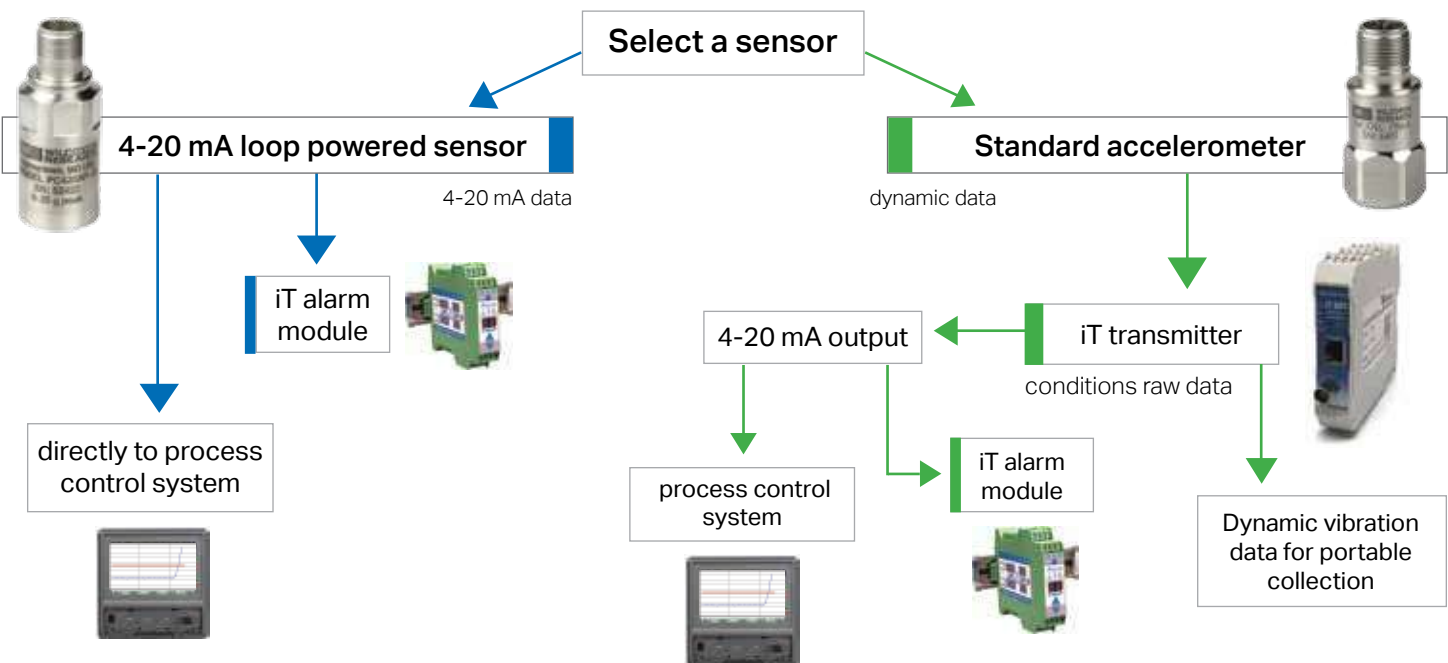 Select a sensor
4-20 mA loop powered sensor
Standard accelerometer
4-20 mA data
dynamic data
iT alarm
module
4-20 mA output
iT transmitter
conditions raw data
directly to process
control system
process control
system
iT alarm
module
Dynamic vibration
data for portable
collection
WILCOXON
RESEARCH